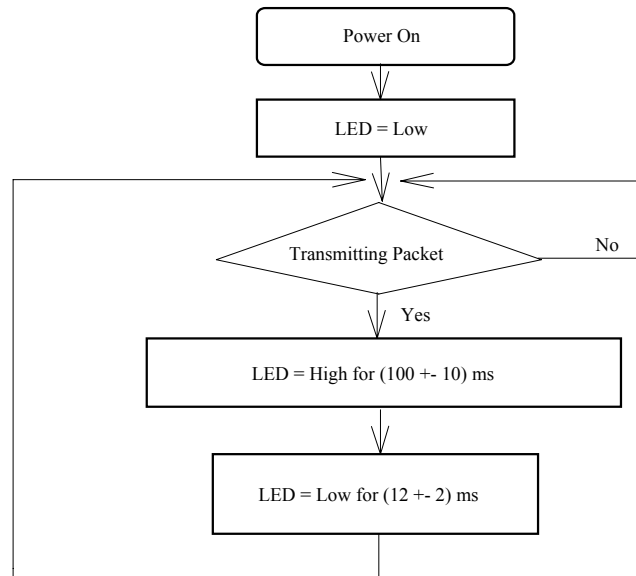 Power On
LED = Low
Transmitting Packet
No
Yes
LED = High for (100 +- 10) ms
LED = Low for (12 +- 2) ms